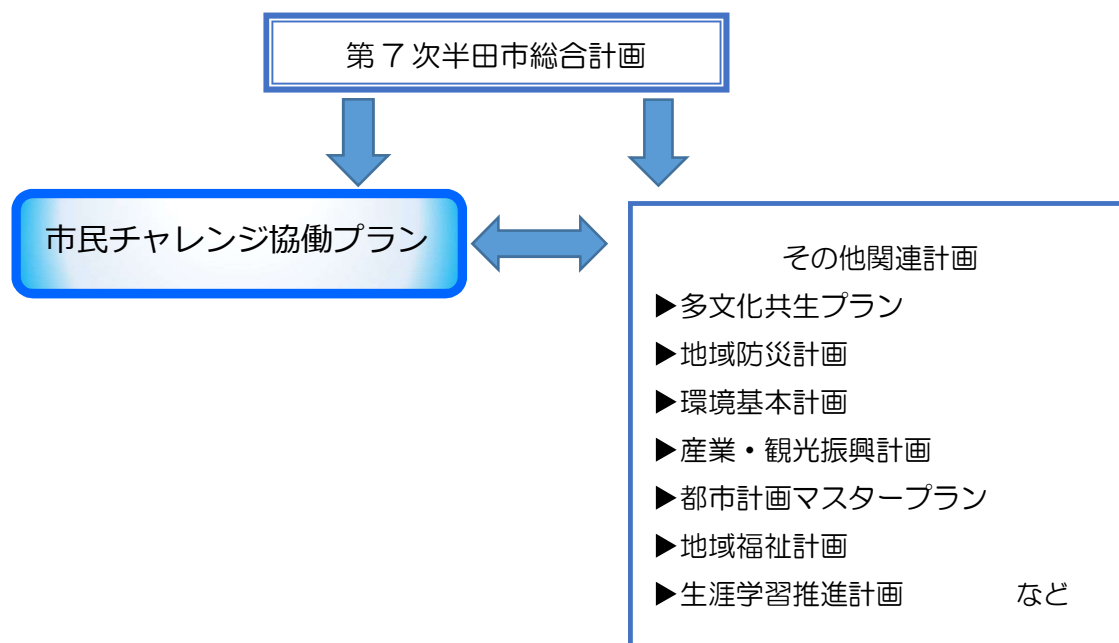 第7次半田市総合計画
市民チャレンジ協働プラン
その他関連計画
▶多文化共生プラン
▶地域防災計画
▶環境基本計画
▶産業・観光振興計画
▶都市計画マスタープラン
▶地域福祉計画
▶生涯学習推進計画　　　　など